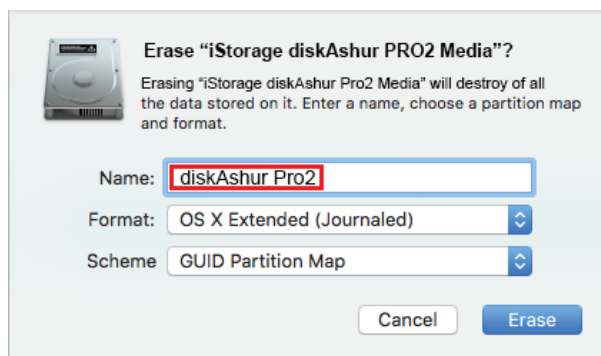 Erase “iStorage diskAshur PRO2 Media”?
Erasing “iStorage diskAshur Pro2 Media” will destroy of all
the data stored on it. Enter a name, choose a partition map
and format.
Name: diskAshur Pro2
Format: OS X Extended (Journaled)
Scheme GUID Partition Map
Cancel Erase